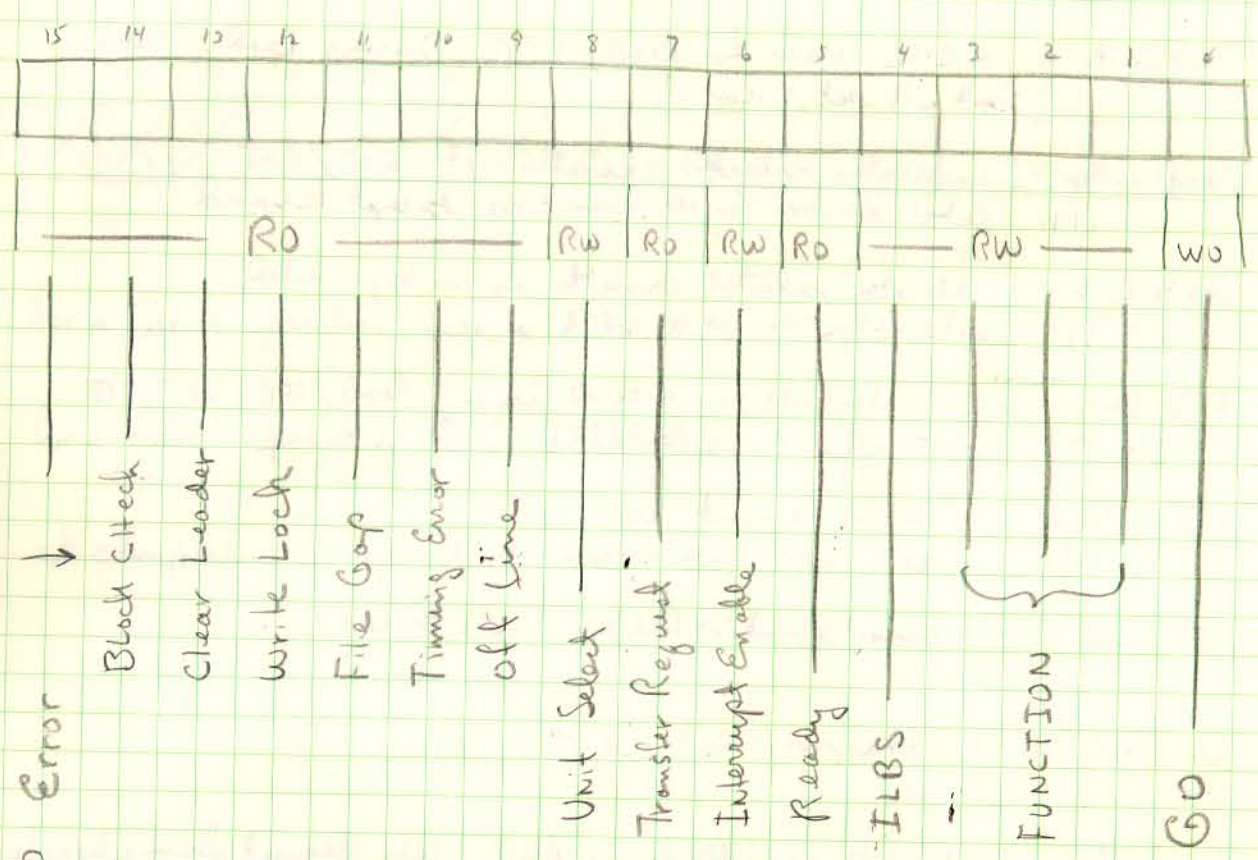 15 14 13 12 11 10 9 8 7 6 5 4 3 2 1 0
RO RW RO RW RO RW WO
Error
Block CHeck
Clear Leader
Write Lock
File Gap
Timing Error
Off Line
Unit Select
Transfer Request
Interrupt Enable
Ready
ILBS
FUNCTION
GO